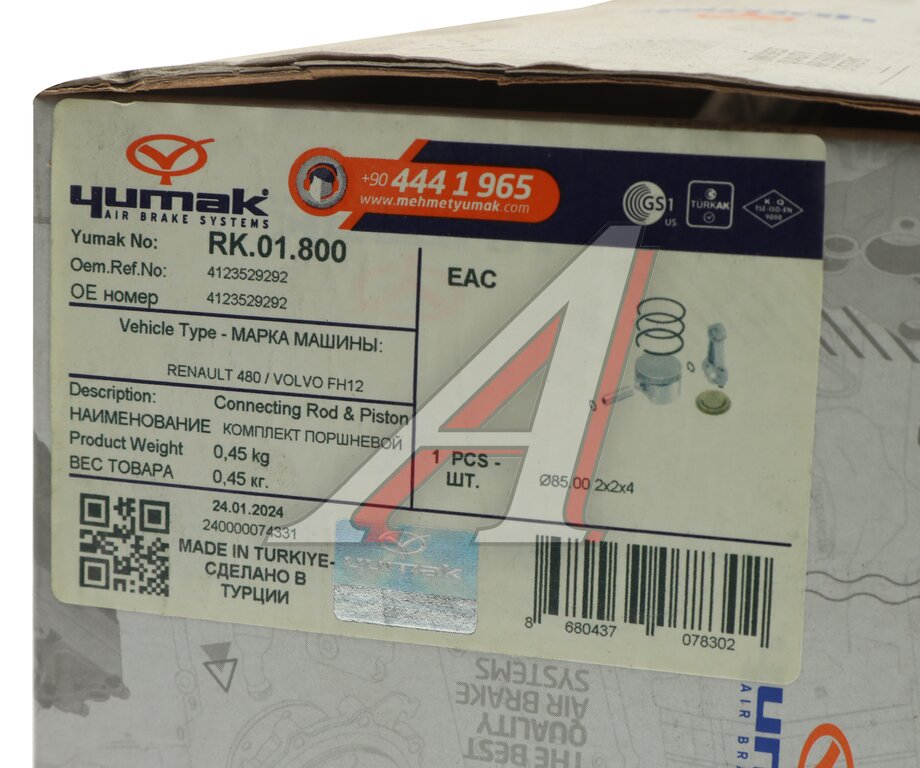 yumak
AIR BRAKE SYSTEMS
+90 444 1 965
www.mehmetyumak.com
GS1
US
TÜRKAK
K Q
TSE-ISO-EN
9000
Yumak No: RK.01.800
Oem.Ref.No: 4123529292
OE номер 4123529292
EAC
Vehicle Type - МАРКА МАШИНЫ:
RENAULT 480 / VOLVO FH12
Description: Connecting Rod & Piston
НАИМЕНОВАНИЕ КОМПЛЕКТ ПОРШНЕВОЙ
Product Weight 0,45 kg
ВЕС ТОВАРА 0,45 кг.
1 PCS -
ШТ.
Ø85,00 2x2x4
24.01.2024
240000074331
MADE IN TURKIYE-
СДЕЛАНО В
ТУРЦИИ
yumak
8 680437 078302
THE BEST
QUALITY
AIR BRAKE
SYSTEMS